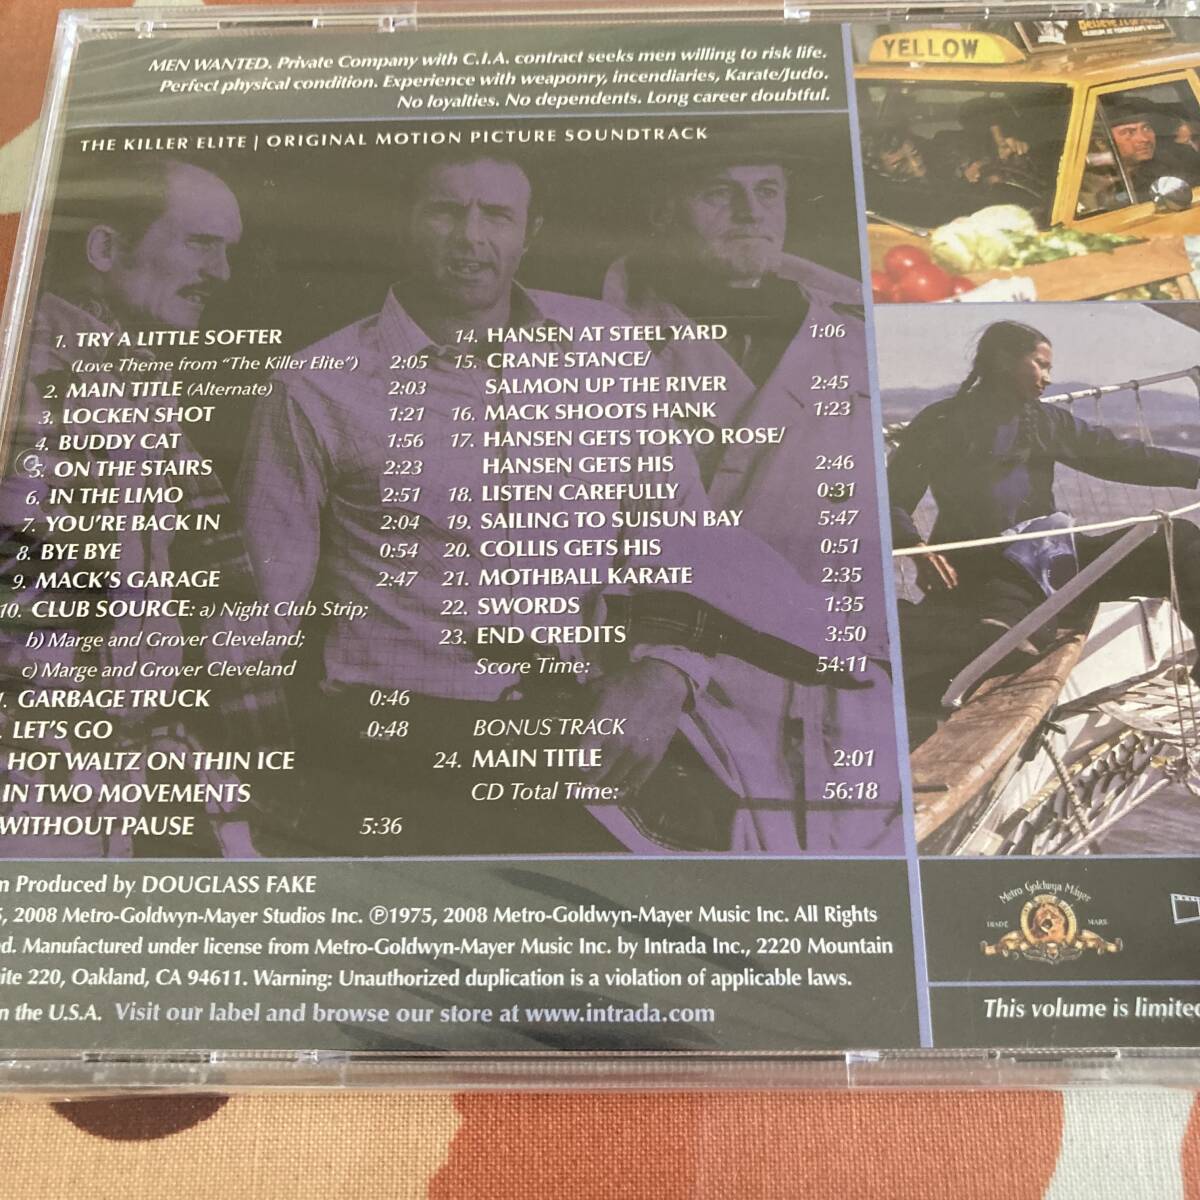 MEN WANTED. Private Company with C.I.A. contract seeks men willing to risk life.
Perfect physical condition. Experience with weaponry, incendiaries, Karate/Judo.
No loyalties. No dependents. Long career doubtful.
THE KILLER ELITE | ORIGINAL MOTION PICTURE SOUNDTRACK
1. TRY A LITTLE SOFTER
(Love Theme from “The Killer Elite”) 2:05
2. MAIN TITLE (Alternate) 2:03
3. LOCKEN SHOT 1:21
4. BUDDY CAT 1:56
5. ON THE STAIRS 2:23
6. IN THE LIMO 2:51
7. YOU’RE BACK IN 2:04
8. BYE BYE 0:54
9. MACK’S GARAGE 2:47
10. CLUB SOURCE: a) Night Club Strip;
b) Marge and Grover Cleveland;
c) Marge and Grover Cleveland
. GARBAGE TRUCK 0:46
. LET’S GO 0:48
HOT WALTZ ON THIN ICE
IN TWO MOVEMENTS
WITHOUT PAUSE 5:36
14. HANSEN AT STEEL YARD 1:06
15. CRANE STANCE/
SALMON UP THE RIVER 2:45
16. MACK SHOOTS HANK 1:23
17. HANSEN GETS TOKYO ROSE/
HANSEN GETS HIS 2:46
18. LISTEN CAREFULLY 0:31
19. SAILING TO SUISUN BAY 5:47
20. COLLIS GETS HIS 0:51
21. MOTHBALL KARATE 2:35
22. SWORDS 1:35
23. END CREDITS 3:50
Score Time: 54:11
BONUS TRACK
24. MAIN TITLE 2:01
CD Total Time: 56:18
m Produced by DOUGLASS FAKE
5, 2008 Metro-Goldwyn-Mayer Studios Inc. ℗1975, 2008 Metro-Goldwyn-Mayer Music Inc. All Rights
d. Manufactured under license from Metro-Goldwyn-Mayer Music Inc. by Intrada Inc., 2220 Mountain
ite 220, Oakland, CA 94611. Warning: Unauthorized duplication is a violation of applicable laws.
n the U.S.A. Visit our label and browse our store at www.intrada.com
YELLOW
Metro Goldwyn Mayer
TRADE MARK
This volume is limited